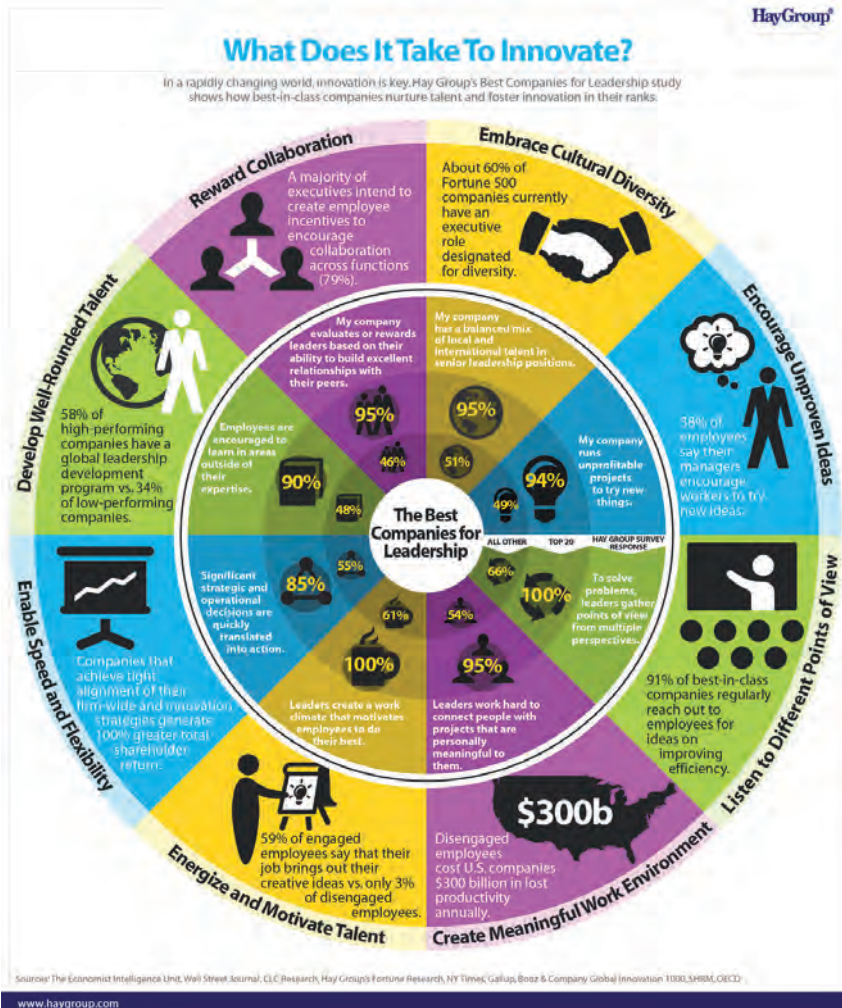 HayGroup®
What Does It Take To Innovate?
In a rapidly changing world, innovation is key. Hay Group's Best Companies for Leadership study
shows how best-in-class companies nurture talent and foster innovation in their ranks.
Reward Collaboration
A majority of
executives intend to
create employee
incentives to
encourage
collaboration
across functions
(79%).
My company
evaluates or rewards
leaders based on their
ability to build excellent
relationships with
their peers.
95%
46%
Embrace Cultural Diversity
About 60% of
Fortune 500
companies currently
have an
executive
role
designated
for diversity.
My company
has a balanced mix
of local and
international talent in
senior leadership positions.
95%
51%
Encourage Unproven Ideas
38% of
employees
say their
managers
encourage
workers to try
new ideas.
My company
runs
unprofitable
projects
to try new
things.
94%
49%
The Best
Companies for
Leadership
ALL OTHER
TOP 20
HAY GROUP SURVEY
RESPONSE
Listen to Different Points of View
91% of best-in-class
companies regularly
reach out to
employees for
ideas on
improving
efficiency.
To solve
problems,
leaders gather
points of view
from multiple
perspectives.
100%
66%
Create Meaningful Work Environment
$300b
Disengaged
employees
cost U.S. companies
$300 billion in lost
productivity
annually.
Leaders work hard to
connect people with
projects that are
personally
meaningful to
them.
95%
54%
Energize and Motivate Talent
59% of engaged
employees say that their
job brings out their
creative ideas vs. only 3%
of disengaged
employees.
Leaders create a work
climate that motivates
employees to do
their best.
100%
61%
Enable Speed and Flexibility
Companies that
achieve tight
alignment of their
firm-wide and innovation
strategies generate
100% greater total
shareholder
return.
Significant
strategic and
operational
decisions are
quickly
translated
into action.
85%
55%
Develop Well-Rounded Talent
58% of
high-performing
companies have a
global leadership
development
program vs. 34%
of low-performing
companies.
Employees are
encouraged to
learn in areas
outside of
their
expertise.
90%
48%
Sources: The Economist Intelligence Unit, Wall Street Journal, CLC Research, Hay Group's Fortune Research, NY Times, Gallup, Booz & Company Global Innovation 1000, SHRM, OECD
www.haygroup.com